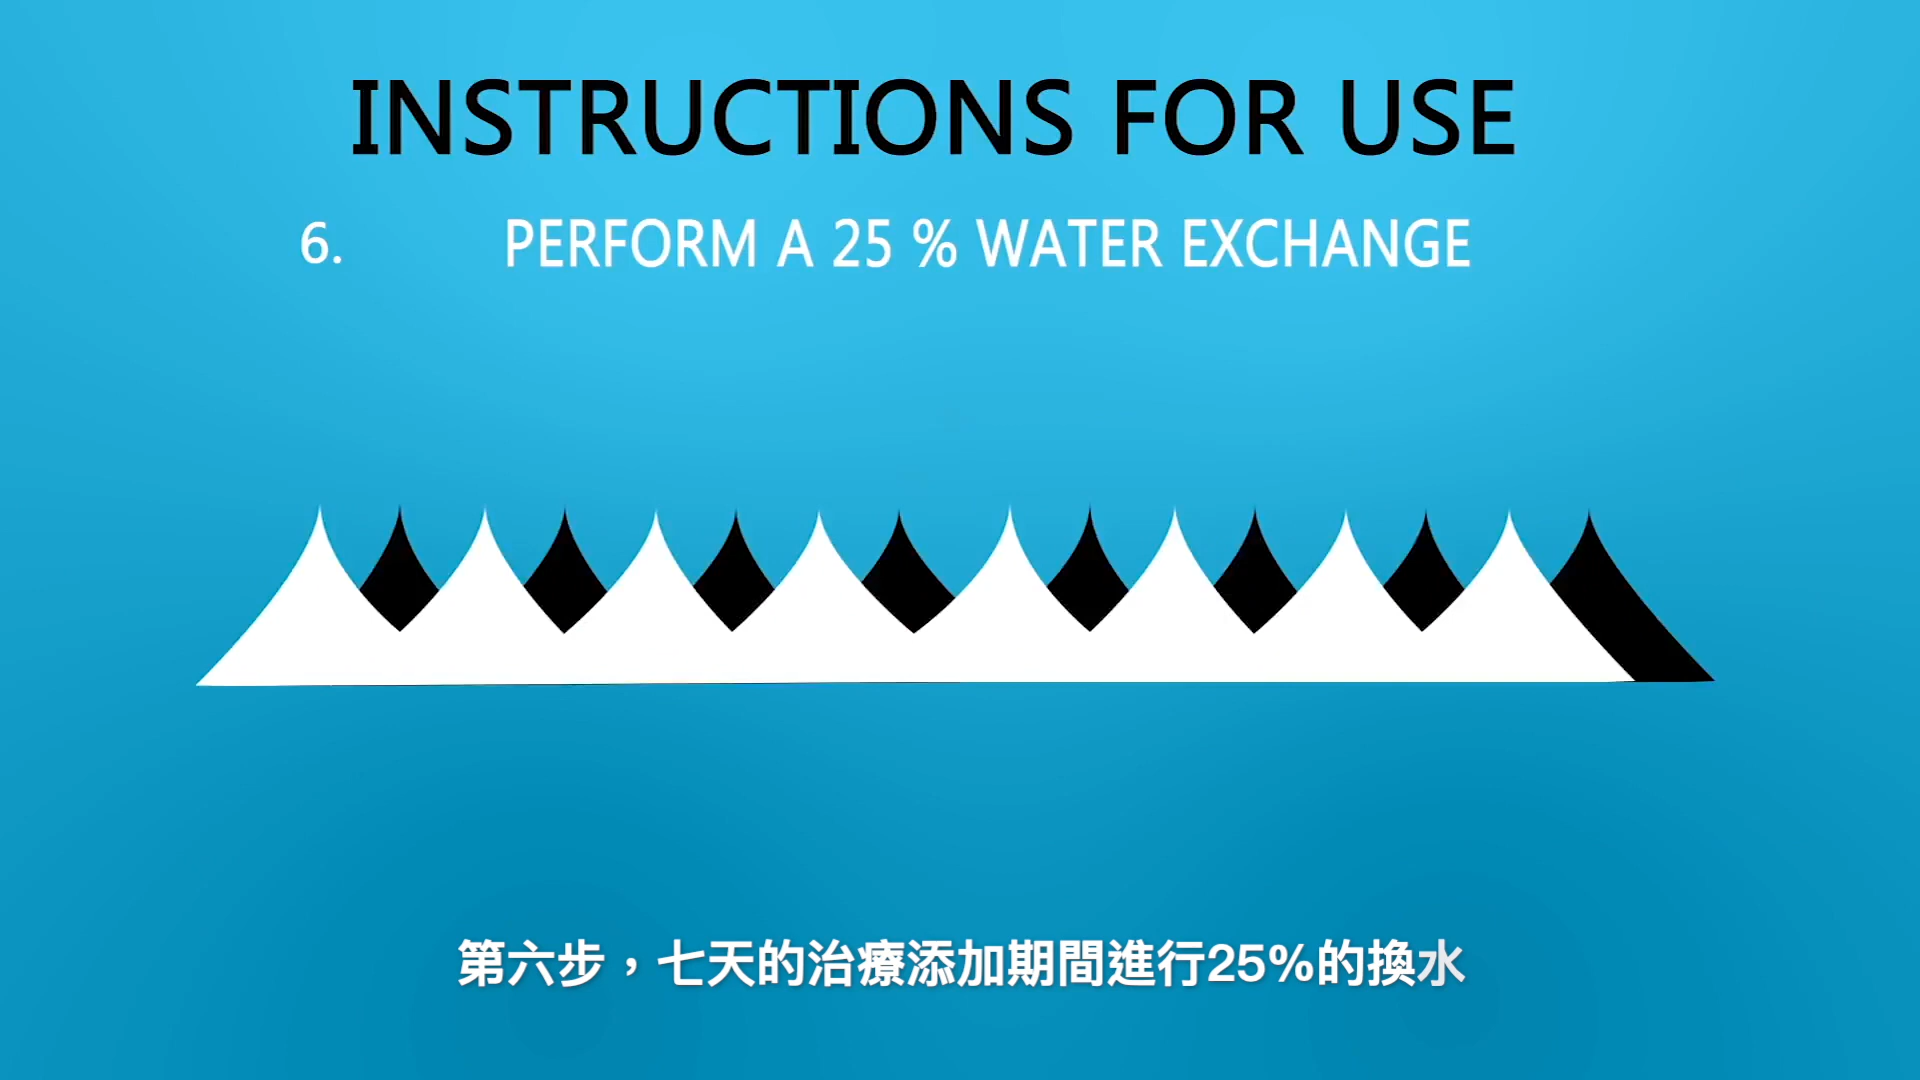 INSTRUCTIONS FOR USE
6. PERFORM A 25 % WATER EXCHANGE
第六步，七天的治療添加期間進行25%的換水